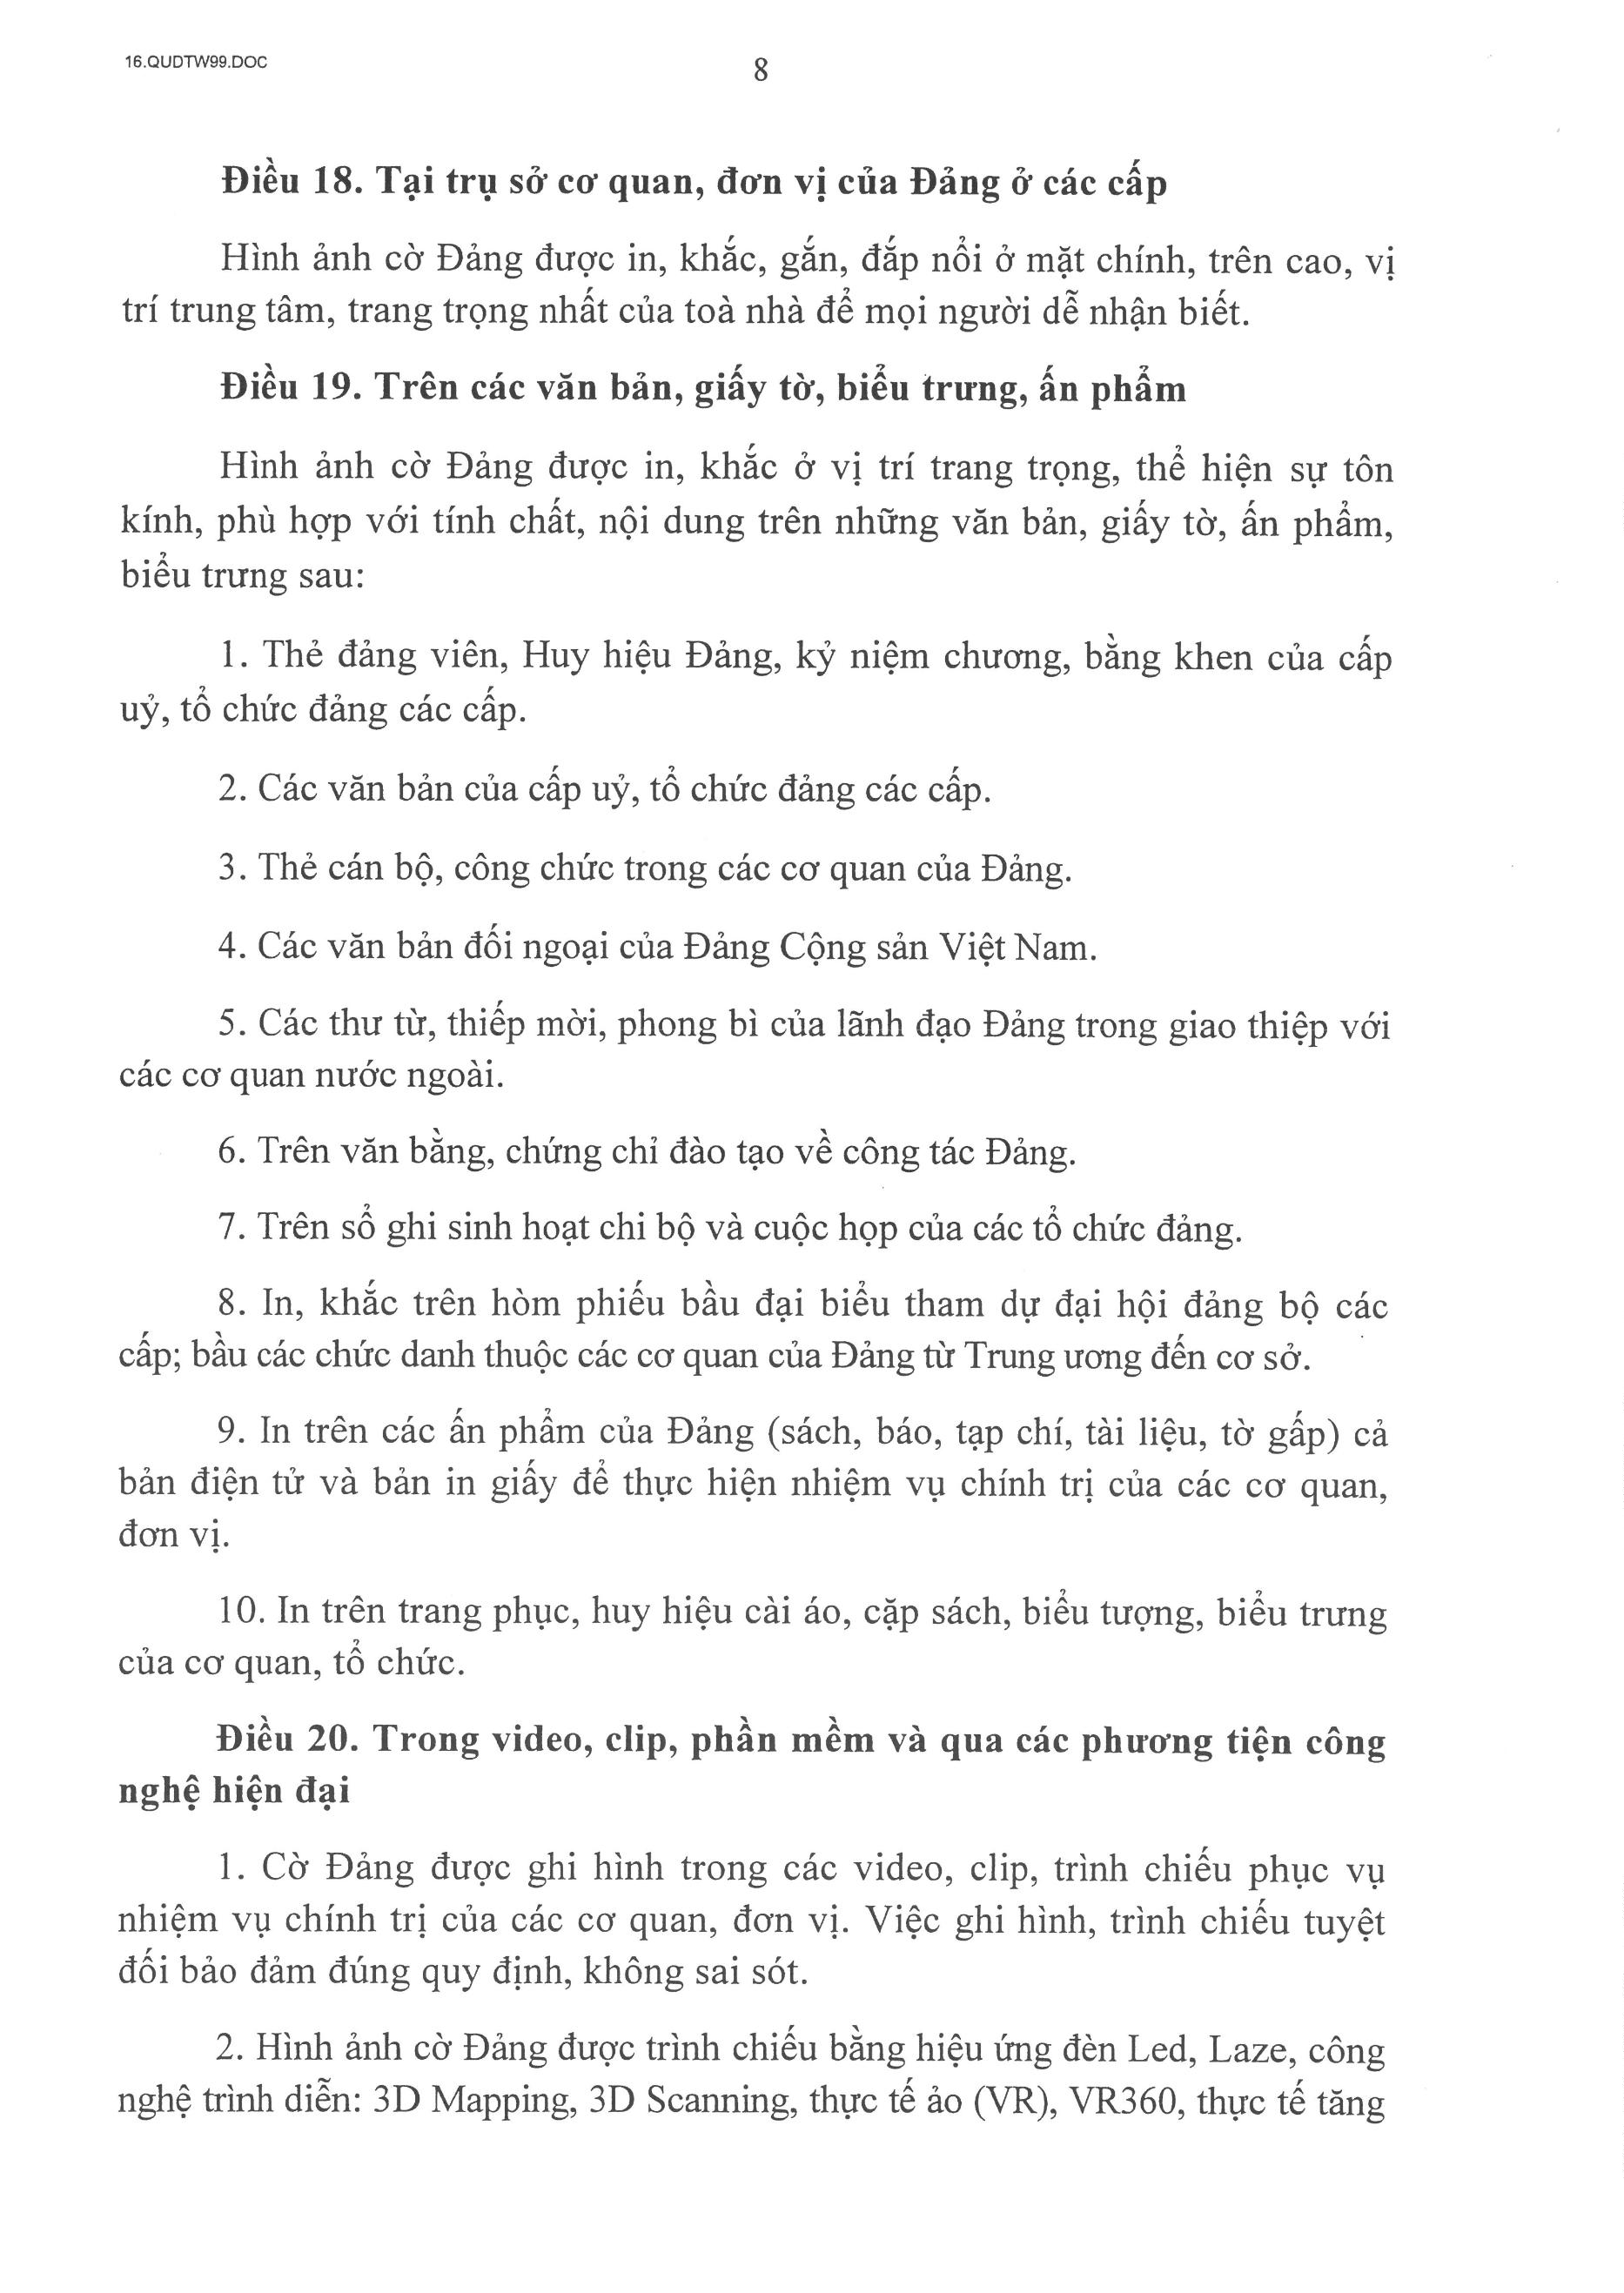 16.QUDTW99.DOC
8
Điều 18. Tại trụ sở cơ quan, đơn vị của Đảng ở các cấp
Hình ảnh cờ Đảng được in, khắc, gắn, đắp nổi ở mặt chính, trên cao, vị
trí trung tâm, trang trọng nhất của toà nhà để mọi người dễ nhận biết.
Điều 19. Trên các văn bản, giấy tờ, biểu trưng, ấn phẩm
Hình ảnh cờ Đảng được in, khắc ở vị trí trang trọng, thể hiện sự tôn
kính, phù hợp với tính chất, nội dung trên những văn bản, giấy tờ, ấn phẩm,
biểu trưng sau:
1. Thẻ đảng viên, Huy hiệu Đảng, kỷ niệm chương, bằng khen của cấp
uỷ, tổ chức đảng các cấp.
2. Các văn bản của cấp uỷ, tổ chức đảng các cấp.
3. Thẻ cán bộ, công chức trong các cơ quan của Đảng.
4. Các văn bản đối ngoại của Đảng Cộng sản Việt Nam.
5. Các thư từ, thiếp mời, phong bì của lãnh đạo Đảng trong giao thiệp với
các cơ quan nước ngoài.
6. Trên văn bằng, chứng chỉ đào tạo về công tác Đảng.
7. Trên sổ ghi sinh hoạt chi bộ và cuộc họp của các tổ chức đảng.
8. In, khắc trên hòm phiếu bầu đại biểu tham dự đại hội đảng bộ các
cấp; bầu các chức danh thuộc các cơ quan của Đảng từ Trung ương đến cơ sở.
9. In trên các ấn phẩm của Đảng (sách, báo, tạp chí, tài liệu, tờ gấp) cả
bản điện tử và bản in giấy để thực hiện nhiệm vụ chính trị của các cơ quan,
đơn vị.
10. In trên trang phục, huy hiệu cài áo, cặp sách, biểu tượng, biểu trưng
của cơ quan, tổ chức.
Điều 20. Trong video, clip, phần mềm và qua các phương tiện công
nghệ hiện đại
1. Cờ Đảng được ghi hình trong các video, clip, trình chiếu phục vụ
nhiệm vụ chính trị của các cơ quan, đơn vị. Việc ghi hình, trình chiếu tuyệt
đối bảo đảm đúng quy định, không sai sót.
2. Hình ảnh cờ Đảng được trình chiếu bằng hiệu ứng đèn Led, Laze, công
nghệ trình diễn: 3D Mapping, 3D Scanning, thực tế ảo (VR), VR360, thực tế tăng